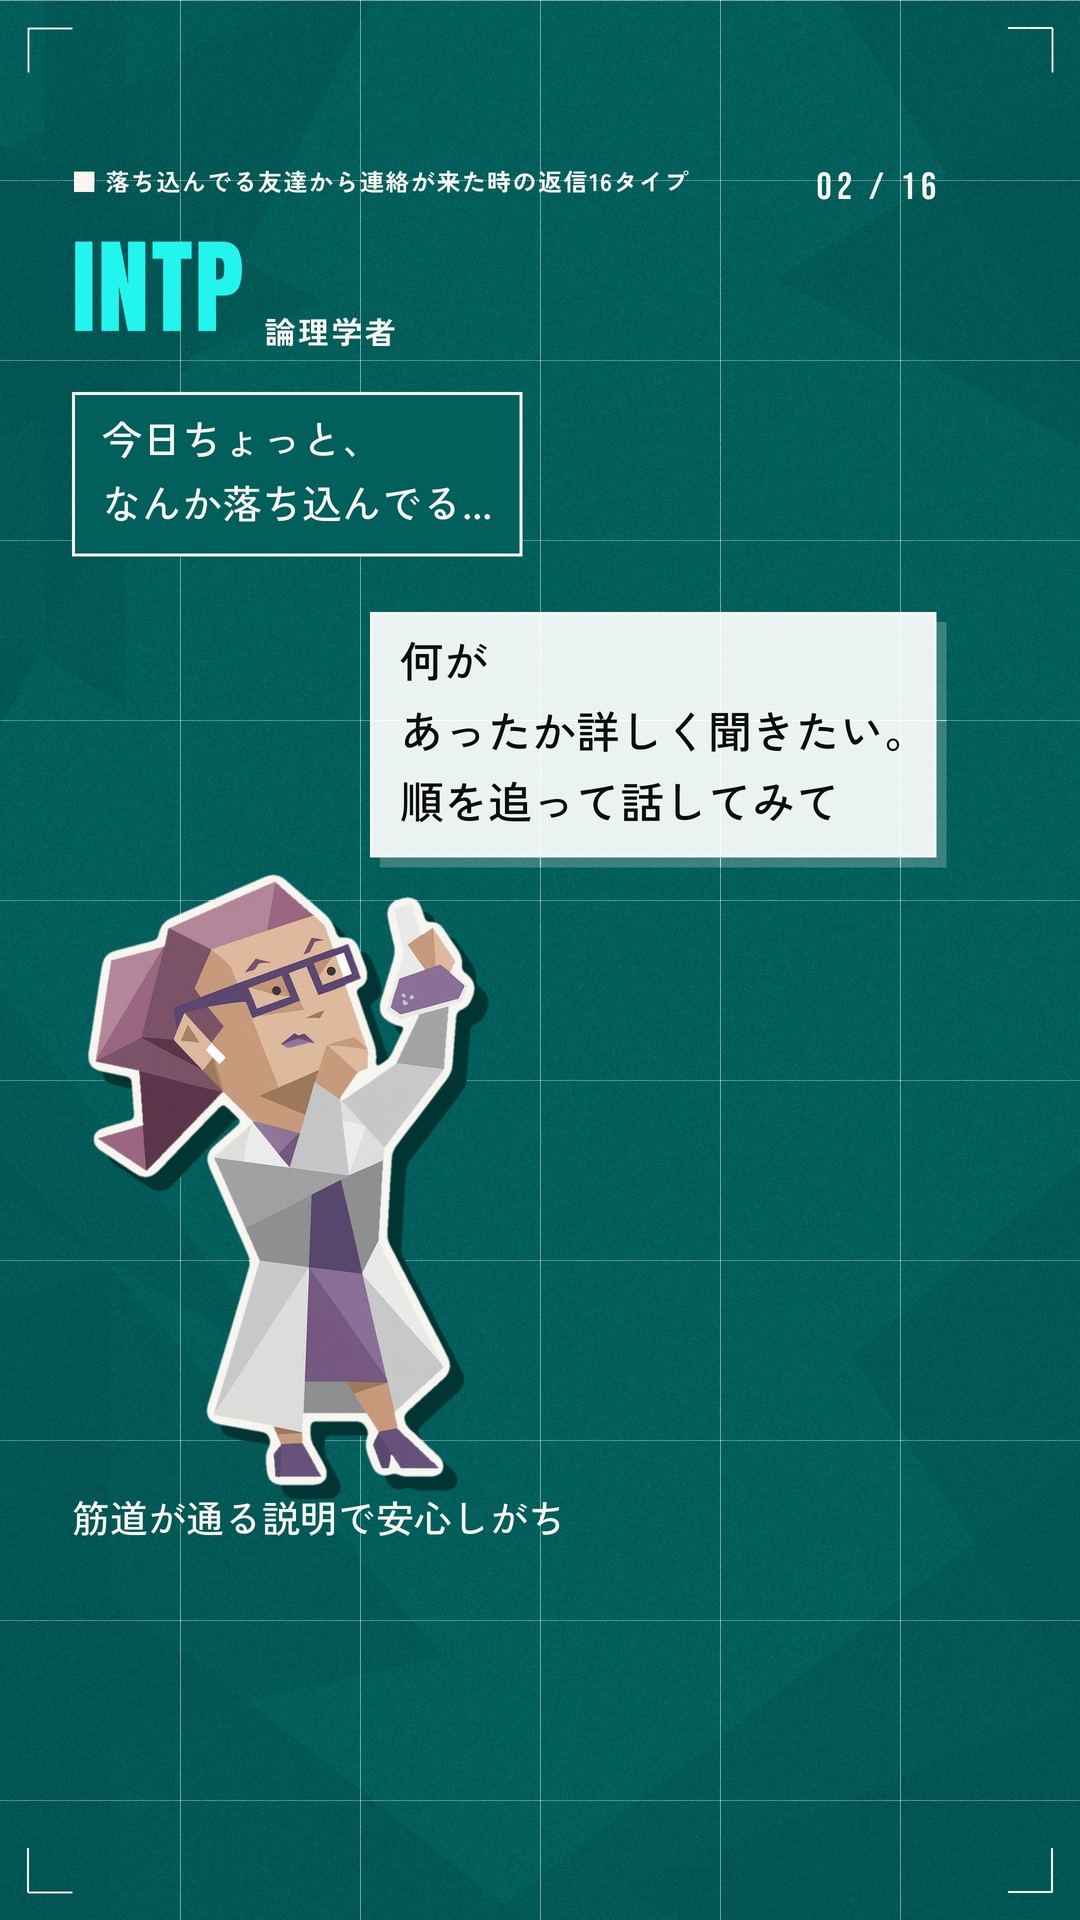 ■ 落ち込んでる友達から連絡が来た時の返信16タイプ
02 / 16
INTP
論理学者
今日ちょっと、
なんか落ち込んでる...
何が
あったか詳しく聞きたい。
順を追って話してみて
筋道が通る説明で安心しがち